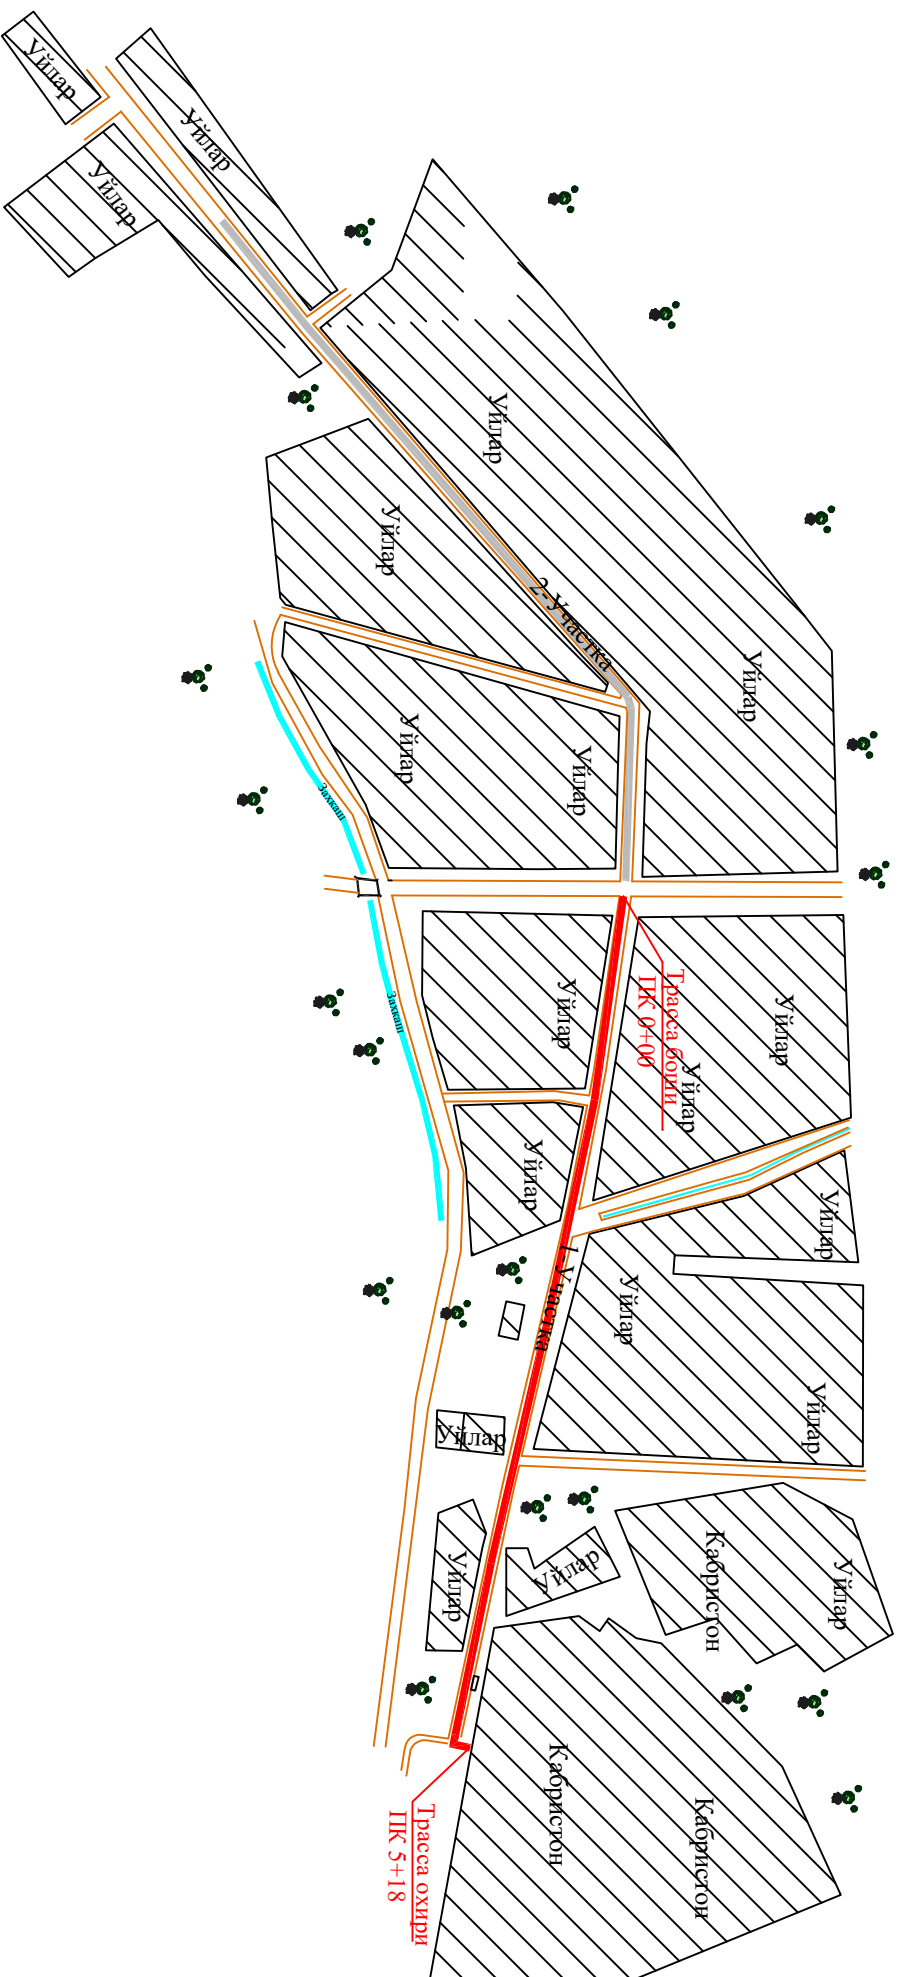 Уйлар
Уйлар
Уйлар
Уйлар
Уйлар
2- Участка
Уйлар
Уйлар
Уйлар
Захкаш
Захкаш
Уйлар
Трасса боши
ПК 0+00
Уйлар
Уйлар
Уйлар
Уйлар
1- Участка
Уйлар
Уйлар
Уйлар
Уйлар
Уйлар
Кабристон
Уйлар
Кабристон
Кабристон
Трасса охири
ПК 5+18